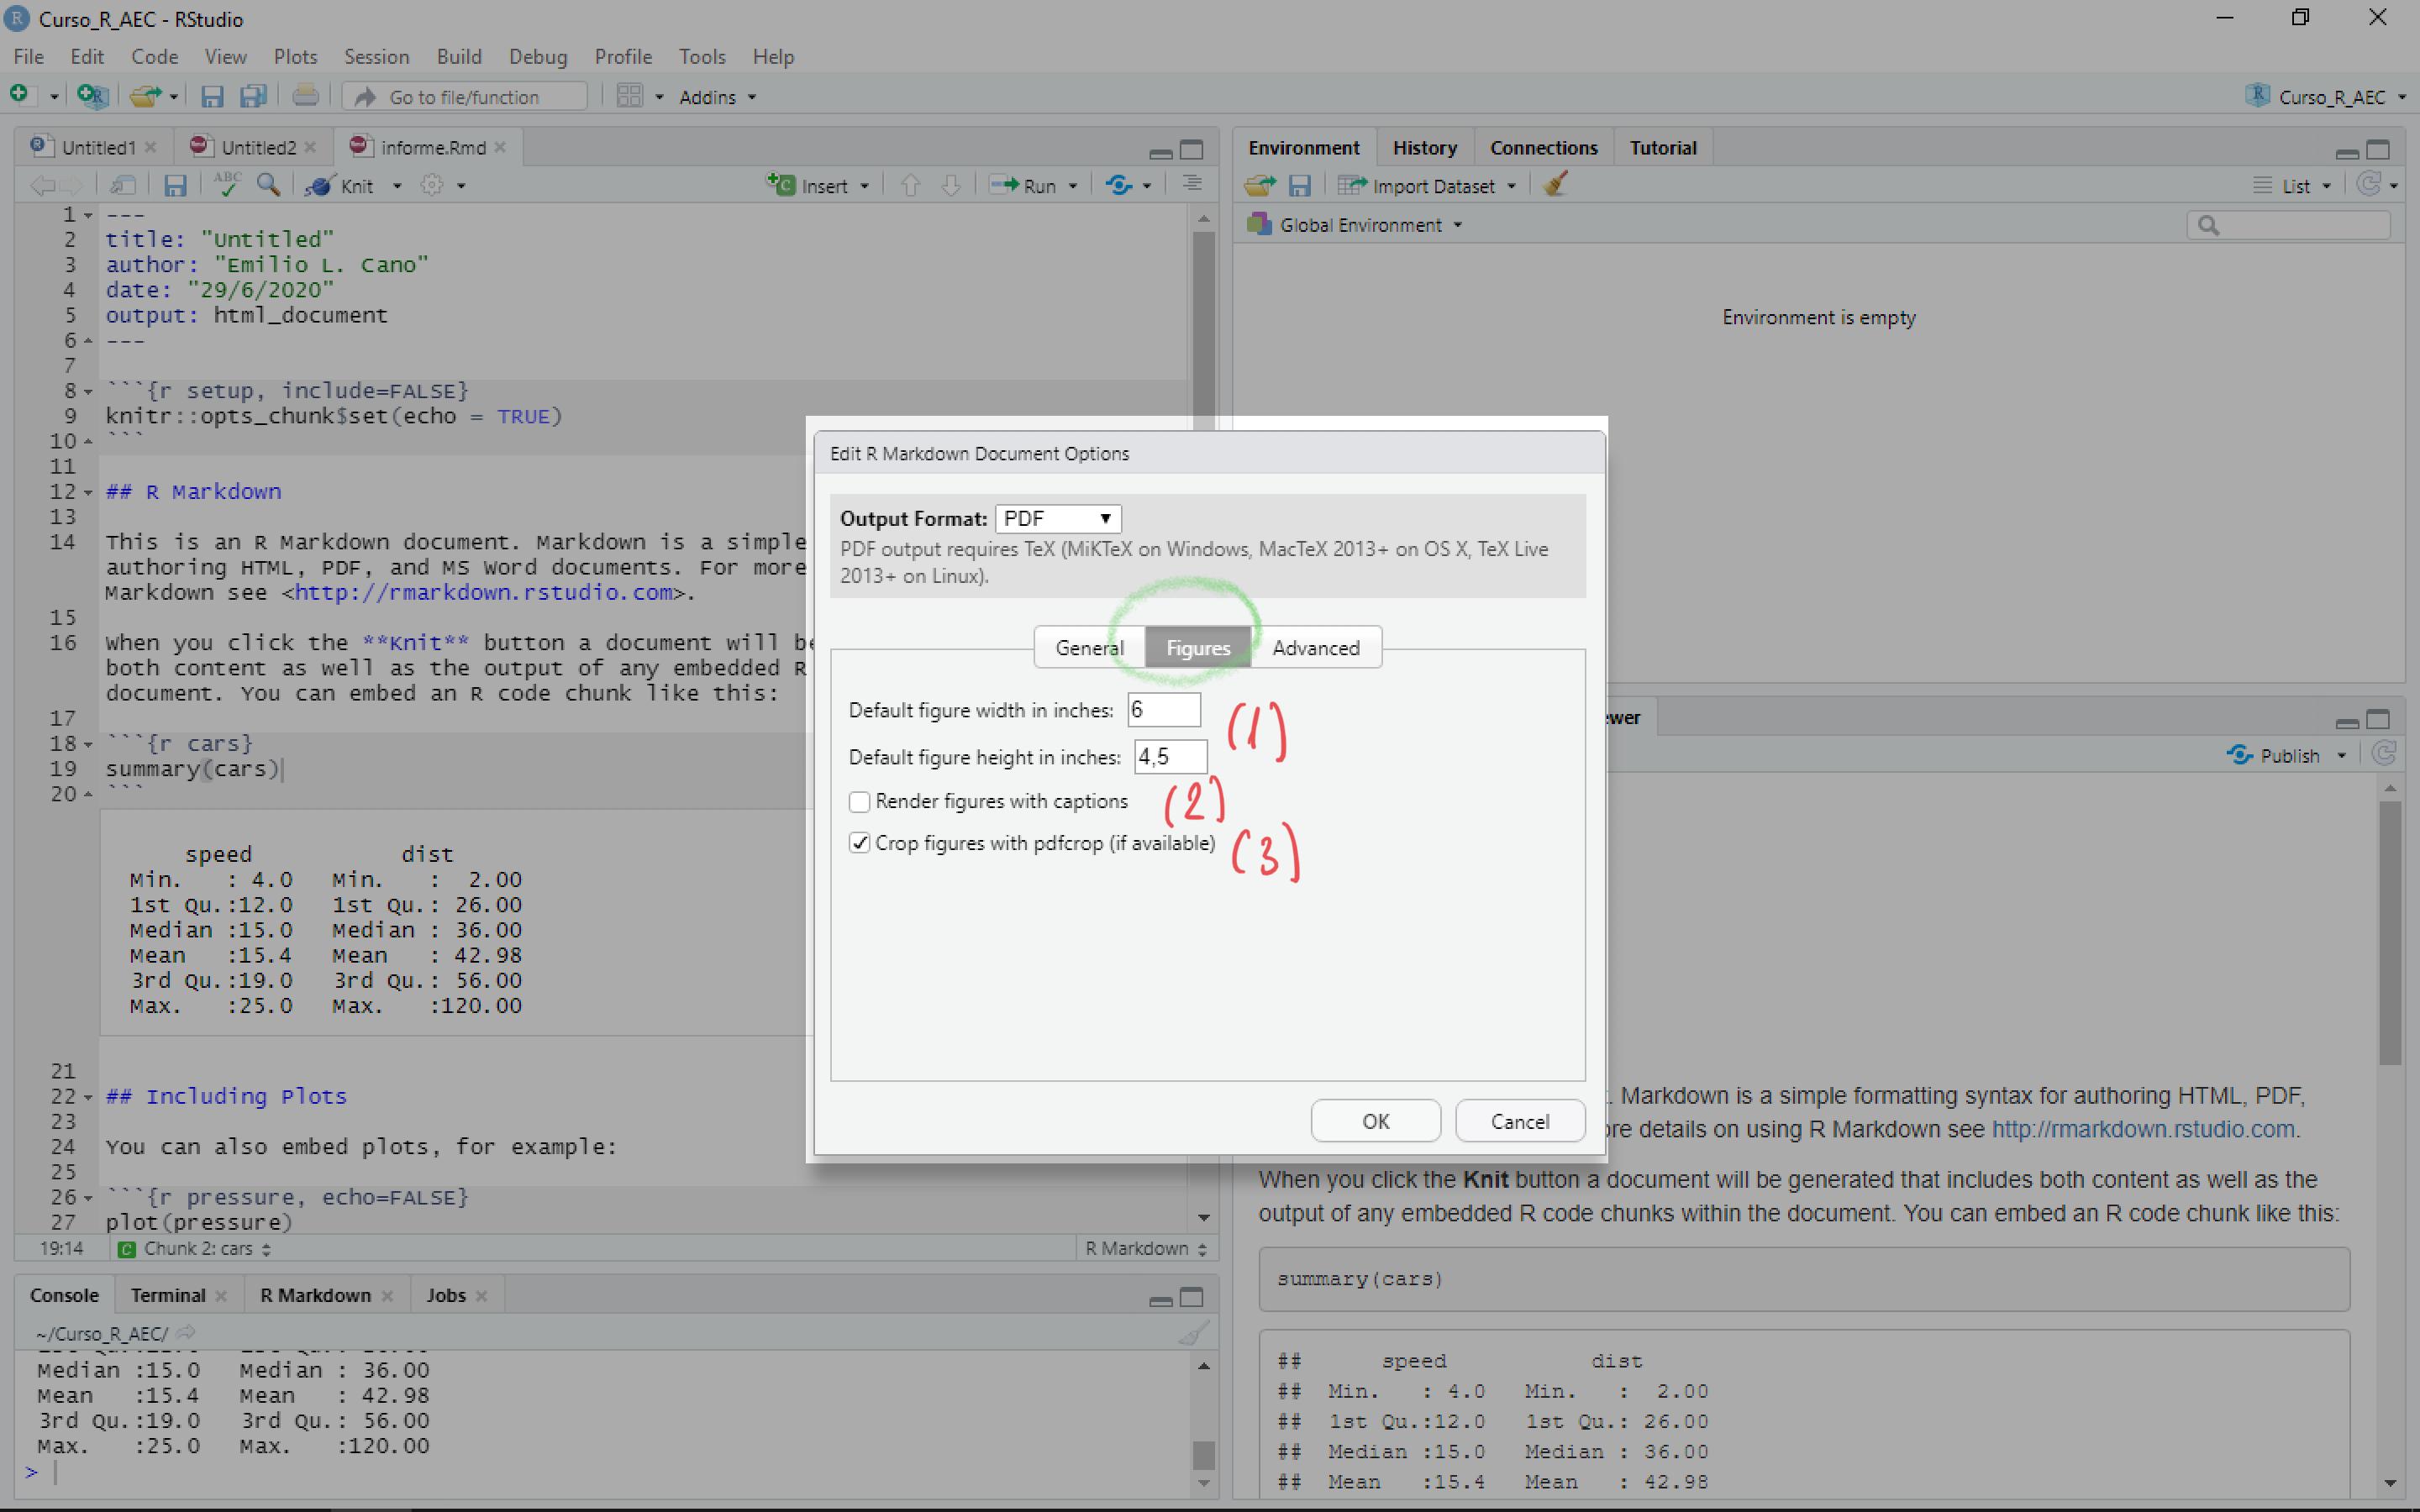 Curso_R_AEC - RStudio
File Edit Code View Plots Session Build Debug Profile Tools Help
Go to file/function Addins Curso_R_AEC
Untitled1 Untitled2 informe.Rmd
ABC Knit Insert Run
1 ---
2 title: "Untitled"
3 author: "Emilio L. Cano"
4 date: "29/6/2020"
5 output: html_document
6 ---
7
8 ```{r setup, include=FALSE}
9 knitr::opts_chunk$set(echo = TRUE)
10 ```
11
12 ## R Markdown
13
14 This is an R Markdown document. Markdown is a simple
authoring HTML, PDF, and MS Word documents. For more
Markdown see <http://rmarkdown.rstudio.com>.
15
16 When you click the **Knit** button a document will be
both content as well as the output of any embedded R
document. You can embed an R code chunk like this:
17
18 ```{r cars}
19 summary(cars)
20 ```
speed dist
Min. : 4.0 Min. : 2.00
1st Qu.:12.0 1st Qu.: 26.00
Median :15.0 Median : 36.00
Mean :15.4 Mean : 42.98
3rd Qu.:19.0 3rd Qu.: 56.00
Max. :25.0 Max. :120.00
21
22 ## Including Plots
23
24 You can also embed plots, for example:
25
26 ```{r pressure, echo=FALSE}
27 plot(pressure)
19:14 Chunk 2: cars R Markdown
Console Terminal R Markdown Jobs
~/Curso_R_AEC/
Median :15.0 Median : 36.00
Mean :15.4 Mean : 42.98
3rd Qu.:19.0 3rd Qu.: 56.00
Max. :25.0 Max. :120.00
>
Edit R Markdown Document Options
Output Format: PDF
PDF output requires TeX (MiKTeX on Windows, MacTeX 2013+ on OS X, TeX Live
2013+ on Linux).
General Figures Advanced
Default figure width in inches: 6 (1)
Default figure height in inches: 4,5
Render figures with captions (2)
Crop figures with pdfcrop (if available) (3)
OK Cancel
Environment History Connections Tutorial
Import Dataset List
Global Environment
Environment is empty
ewer
Publish
. Markdown is a simple formatting syntax for authoring HTML, PDF,
ore details on using R Markdown see http://rmarkdown.rstudio.com.
When you click the Knit button a document will be generated that includes both content as well as the
output of any embedded R code chunks within the document. You can embed an R code chunk like this:
summary(cars)
## speed dist
## Min. : 4.0 Min. : 2.00
## 1st Qu.:12.0 1st Qu.: 26.00
## Median :15.0 Median : 36.00
## Mean :15.4 Mean : 42.98